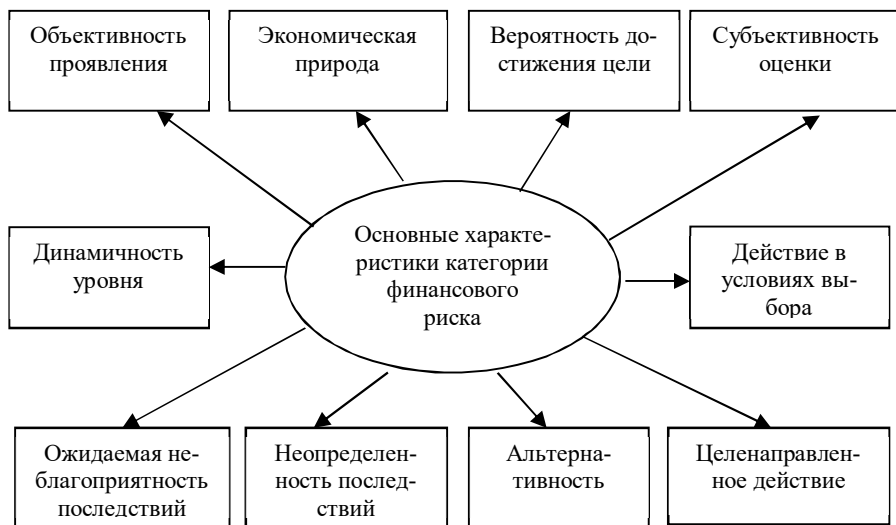 Объективность
проявления
Экономическая
природа
Вероятность до-
стижения цели
Субъективность
оценки
Динамичность
уровня
Основные характе-
ристики категории
финансового
риска
Действие в
условиях вы-
бора
Ожидаемая не-
благоприятность
последствий
Неопределен-
ность послед-
ствий
Альтерна-
тивность
Целенаправлен-
ное действие